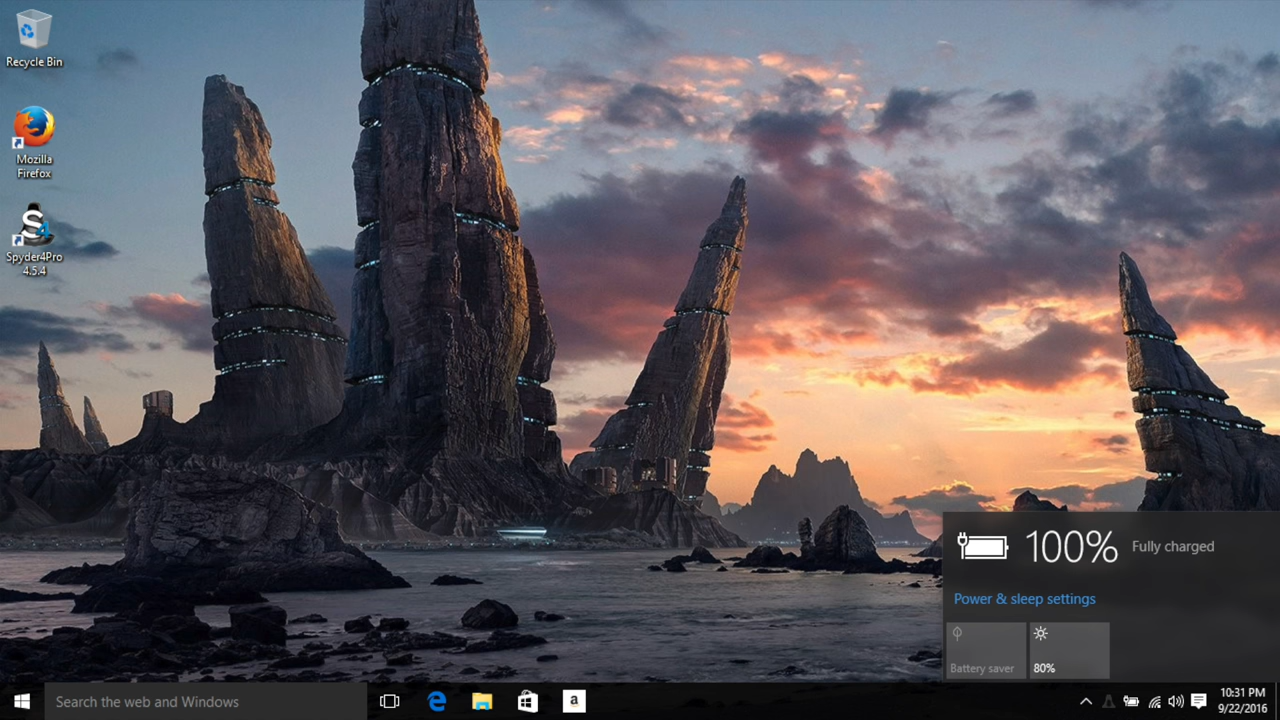 Recycle Bin
Mozilla
Firefox
S4
Spyder4Pro
4.5.4
100% Fully charged
Power & sleep settings
Battery saver
80%
Search the web and Windows
a
10:31 PM
9/22/2016